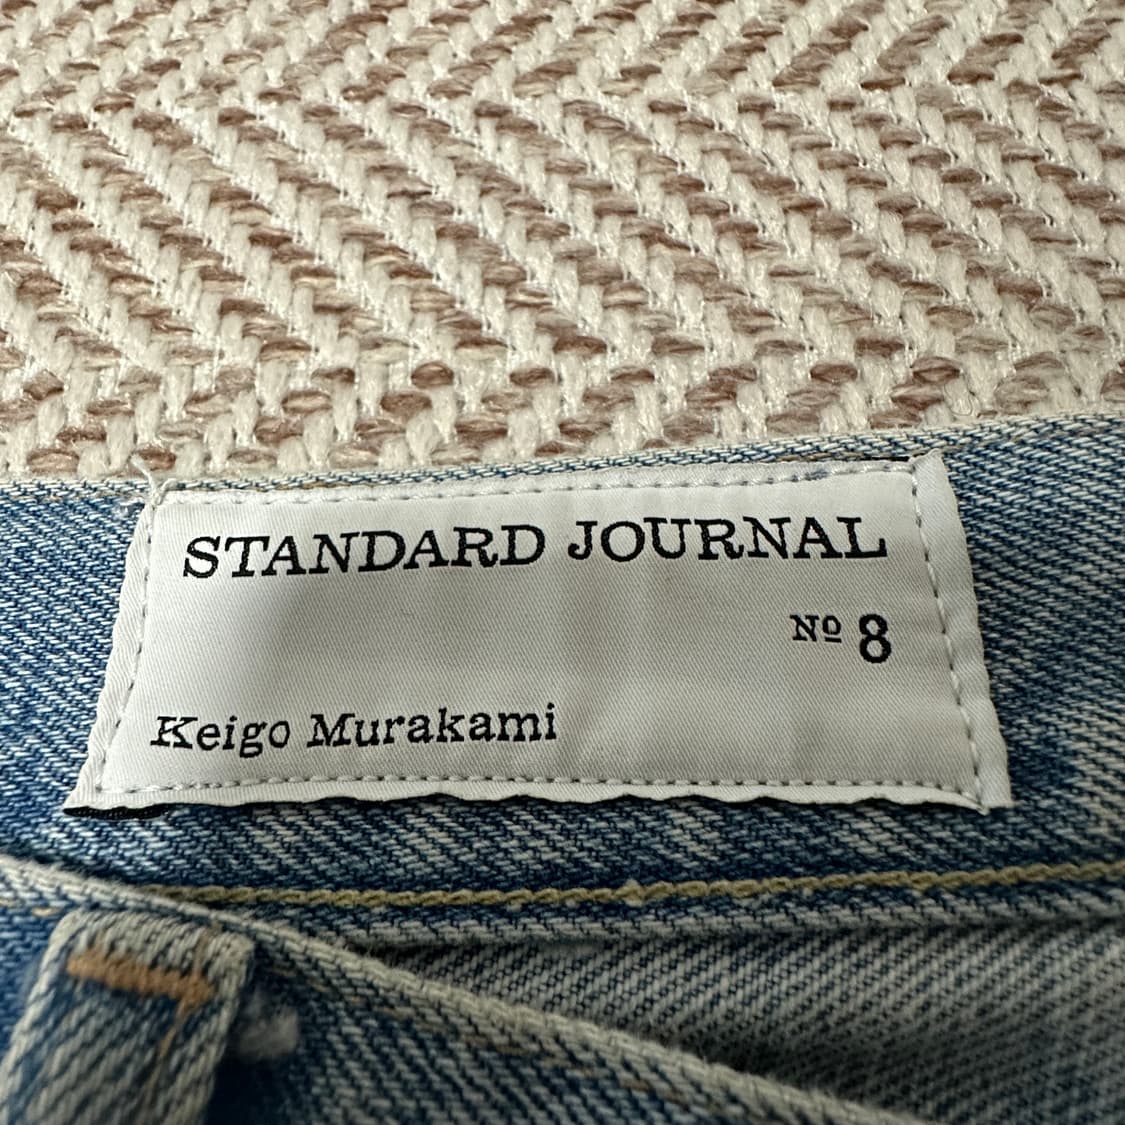 STANDARD JOURNAL
Nº 8
Keigo Murakami